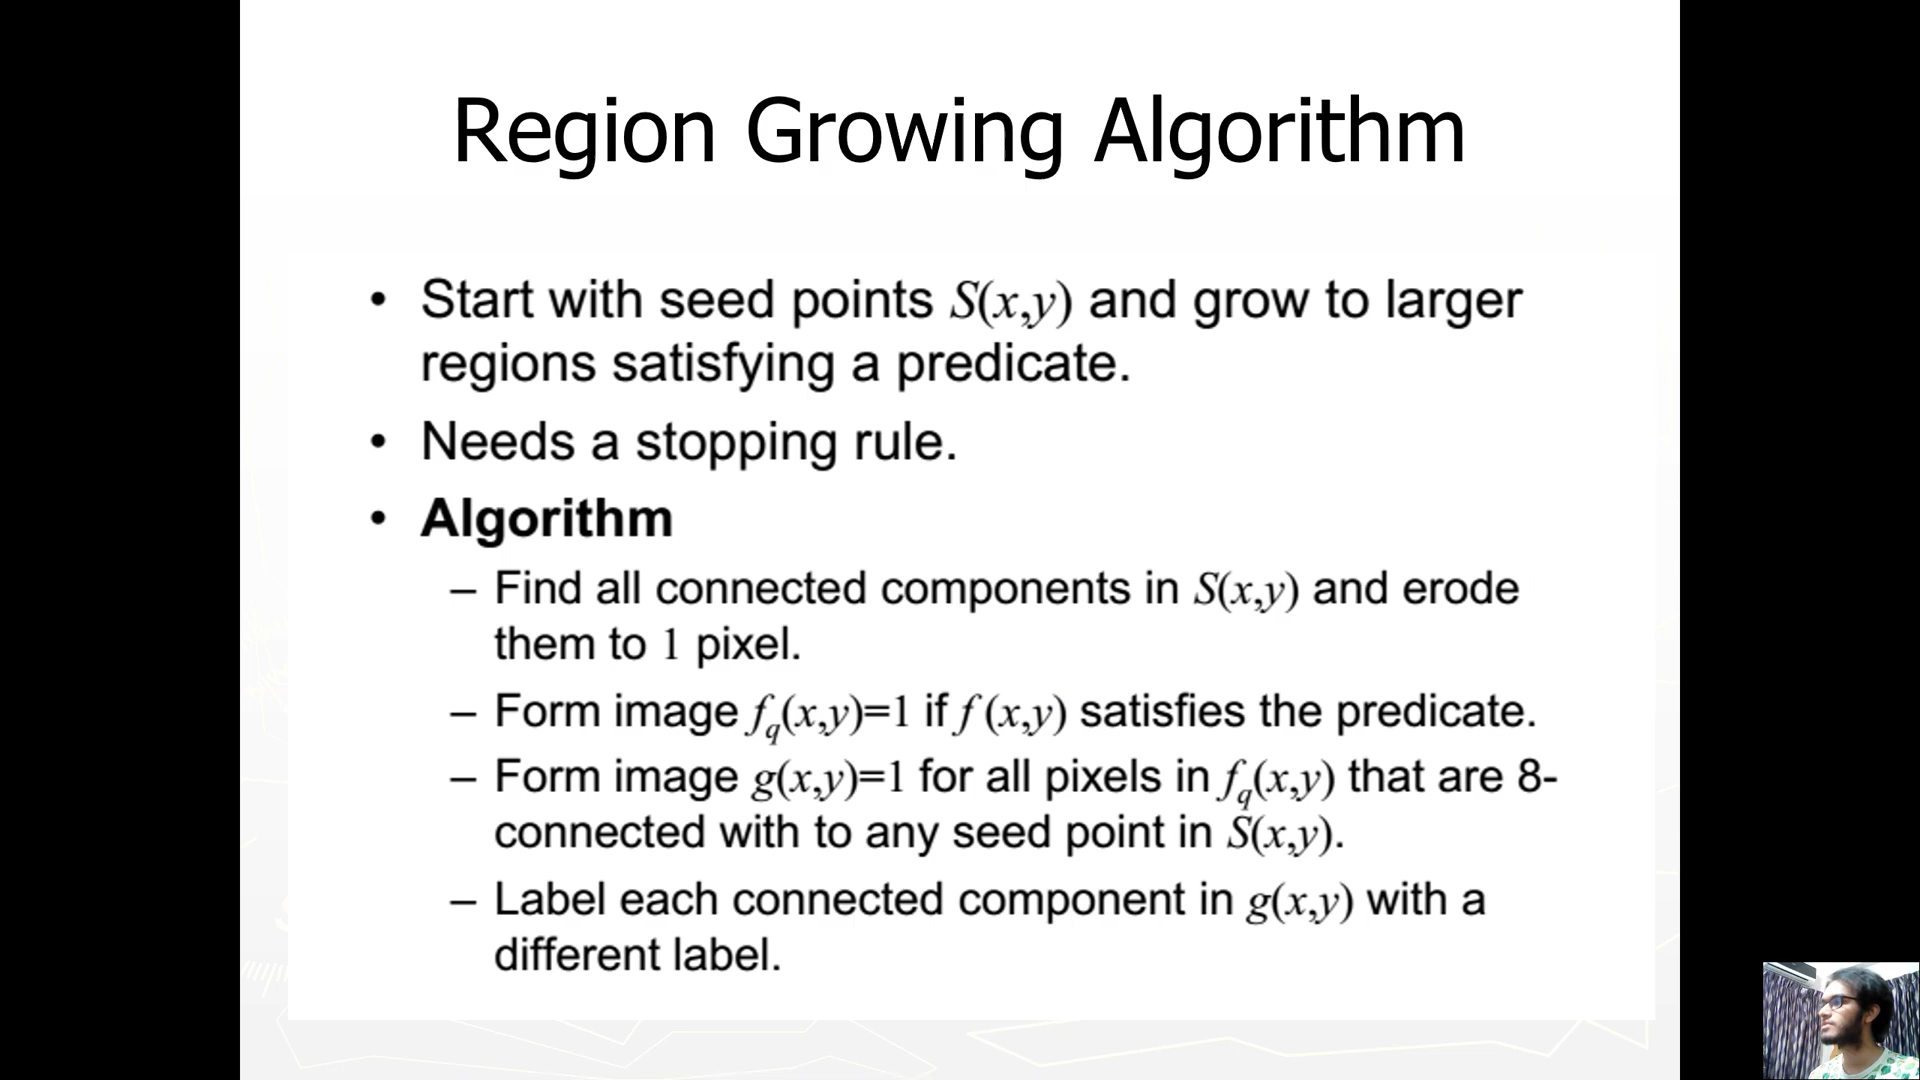 Region Growing Algorithm
• Start with seed points S(x,y) and grow to larger
regions satisfying a predicate.
• Needs a stopping rule.
• Algorithm
– Find all connected components in S(x,y) and erode
them to 1 pixel.
– Form image f_q(x,y)=1 if f (x,y) satisfies the predicate.
– Form image g(x,y)=1 for all pixels in f_q(x,y) that are 8-
connected with to any seed point in S(x,y).
– Label each connected component in g(x,y) with a
different label.